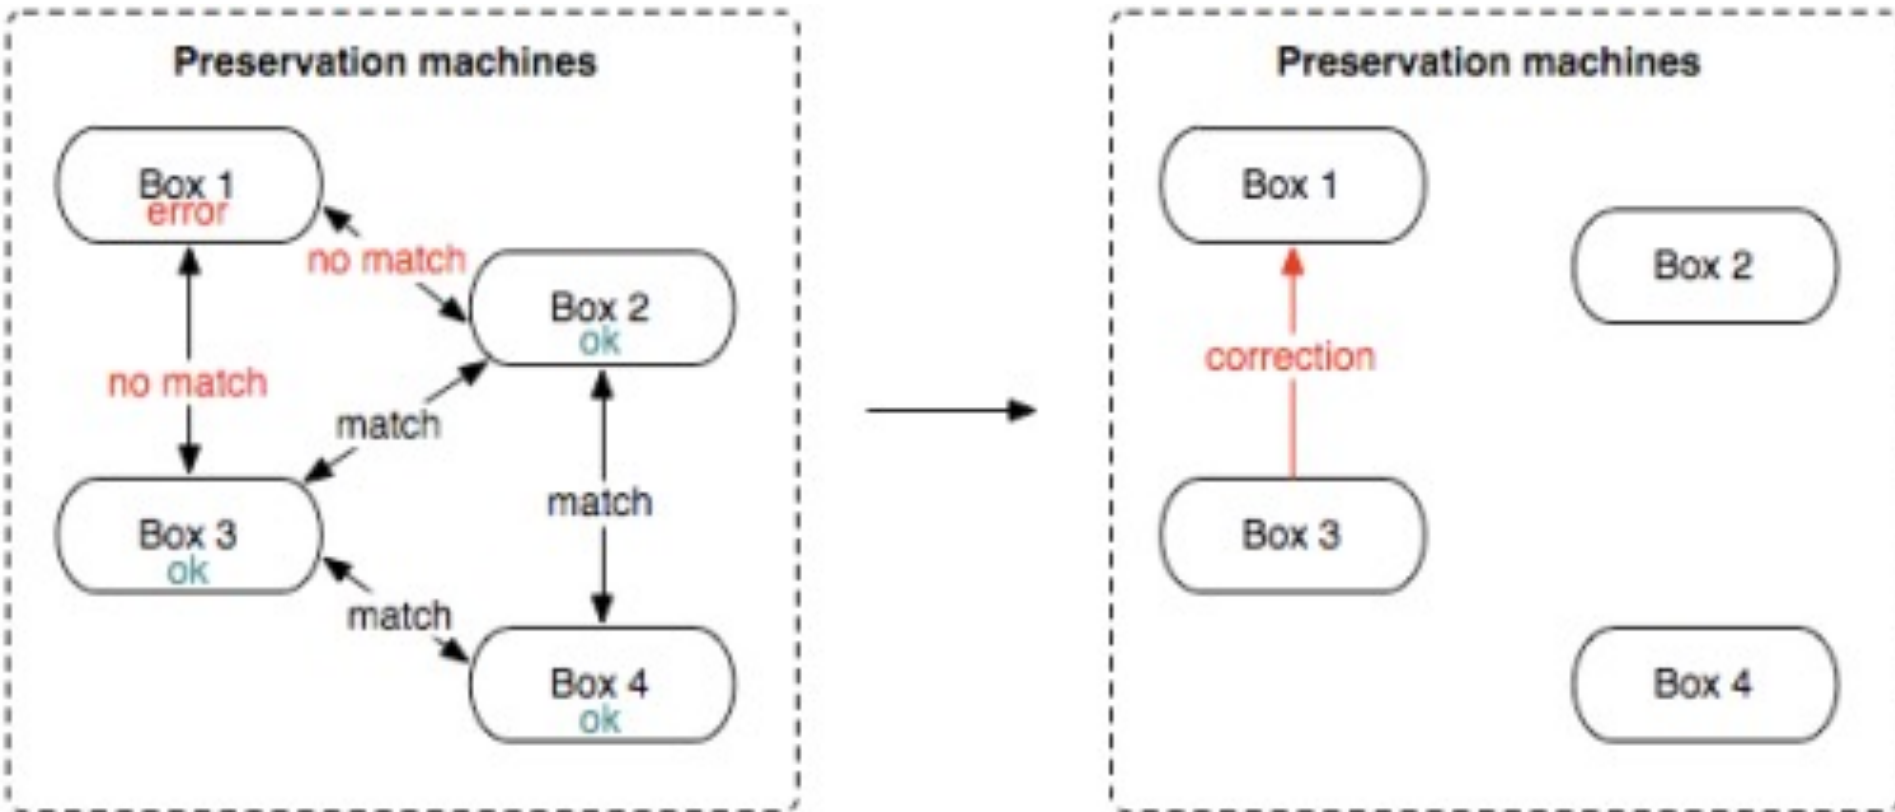 Preservation machines
Box 1
error
no match
Box 2
ok
no match
match
match
Box 3
ok
match
Box 4
ok
Preservation machines
Box 1
Box 2
correction
Box 3
Box 4